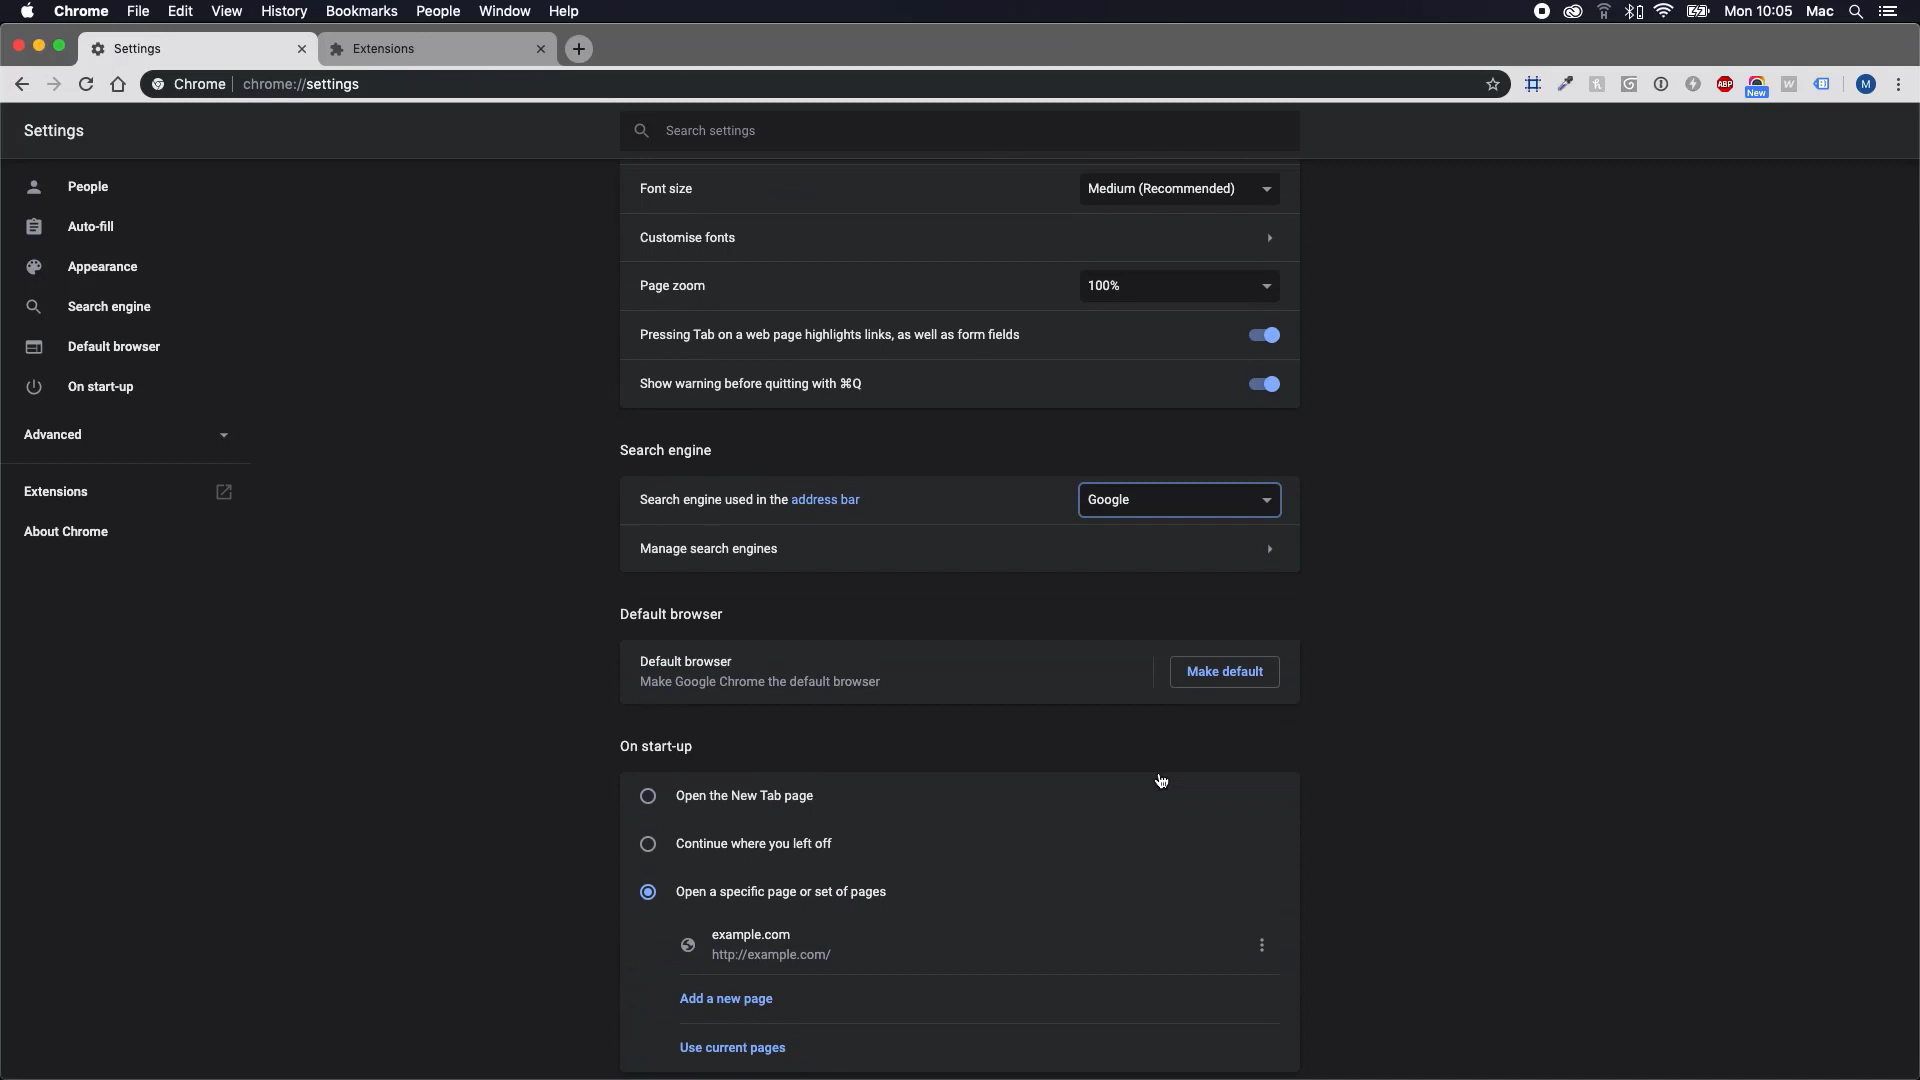 Chrome File Edit View History Bookmarks People Window Help Mon 10:05 Mac
Settings Extensions
Chrome chrome://settings ABP New W M
Settings
Search settings
People
Auto-fill
Appearance
Search engine
Default browser
On start-up
Advanced
Extensions
About Chrome
Font size Medium (Recommended)
Customise fonts
Page zoom 100%
Pressing Tab on a web page highlights links, as well as form fields
Show warning before quitting with ⌘Q
Search engine
Search engine used in the address bar Google
Manage search engines
Default browser
Default browser
Make Google Chrome the default browser
Make default
On start-up
Open the New Tab page
Continue where you left off
Open a specific page or set of pages
example.com
http://example.com/
Add a new page
Use current pages